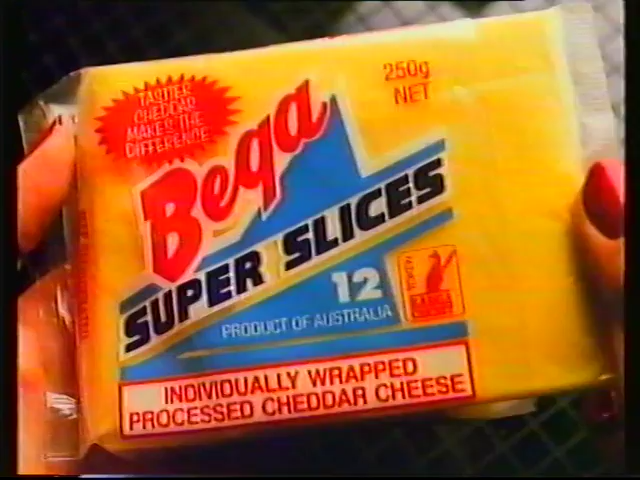 TASTIER
CHEDDAR
MAKES THE
DIFFERENCE
250g
NET
Bega
SUPER SLICES
12
PRODUCT OF AUSTRALIA
INDIVIDUALLY WRAPPED
PROCESSED CHEDDAR CHEESE